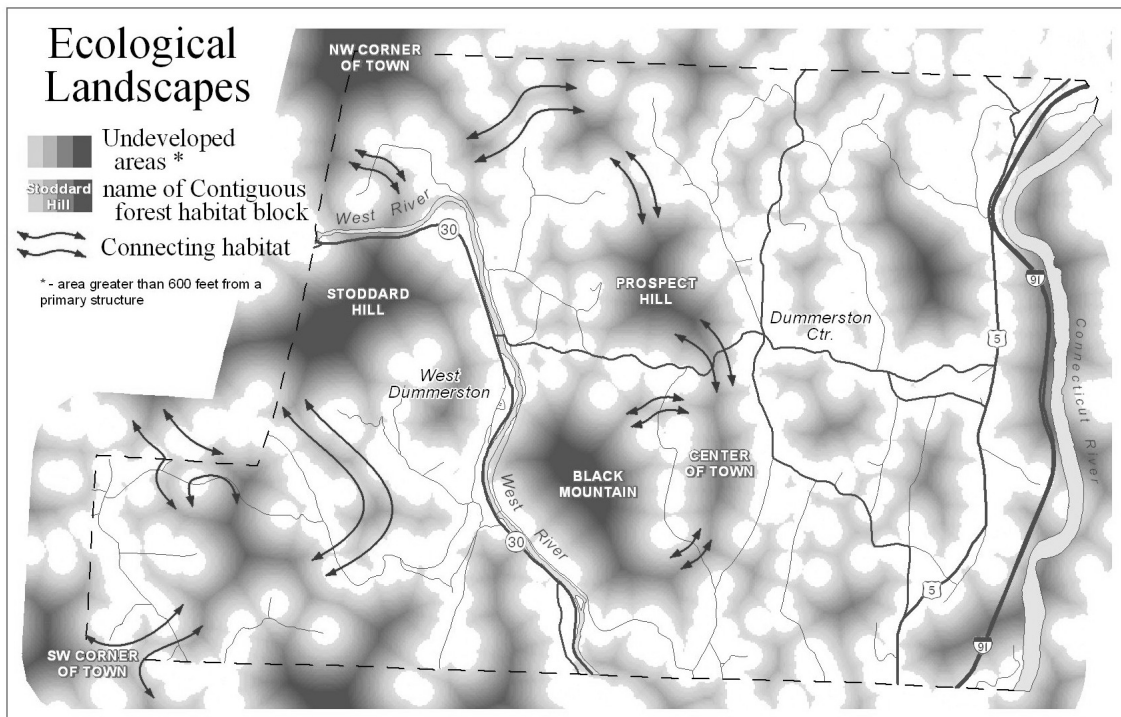 Ecological
Landscapes
Undeveloped
areas *
Stoddard
Hill
name of Contiguous
forest habitat block
Connecting habitat
* - area greater than 600 feet from a
primary structure
NW CORNER
OF TOWN
West River
30
STODDARD
HILL
PROSPECT
HILL
91
Dummerston
Ctr.
5
Connecticut River
West
Dummerston
CENTER
OF TOWN
BLACK
MOUNTAIN
West River
30
5
91
SW CORNER
OF TOWN